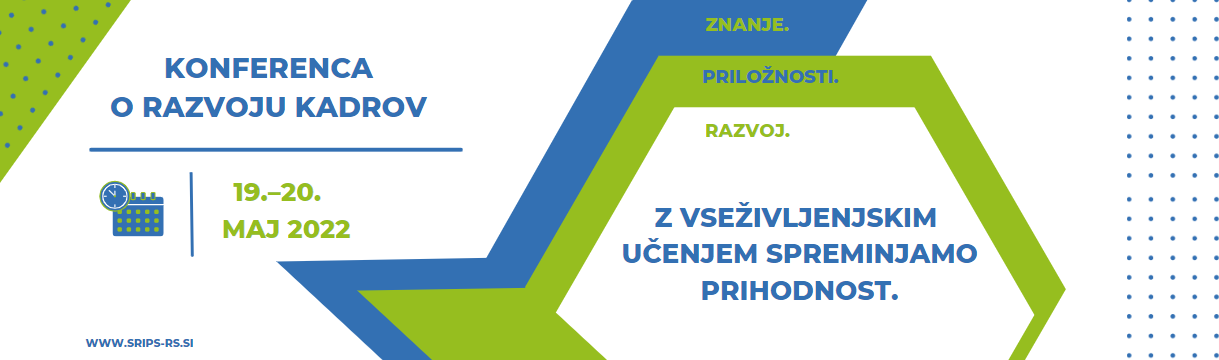 KONFERENCA
O RAZVOJU KADROV
19.–20.
MAJ 2022
WWW.SRIPS-RS.SI
ZNANJE.
PRILOŽNOSTI.
RAZVOJ.
Z VSEŽIVLJENJSKIM
UČENJEM SPREMINJAMO
PRIHODNOST.